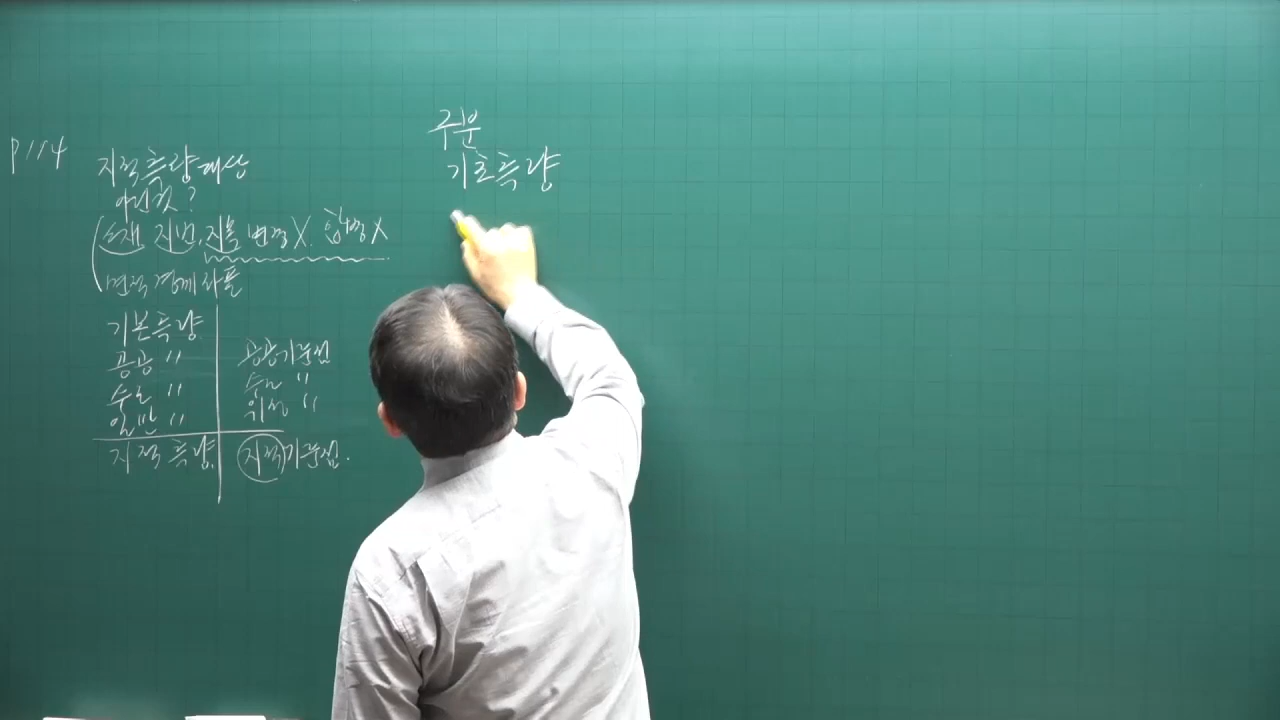 P114
지적측량대상
아닌것?
소재 지번, 지목변경X. 합병X
면적 경계 좌표
기본측량
공공 〃 공공기준점
수로 〃 수로 〃
일반 〃 위성 〃
지적측량 지적기준점.
구분
기초측량